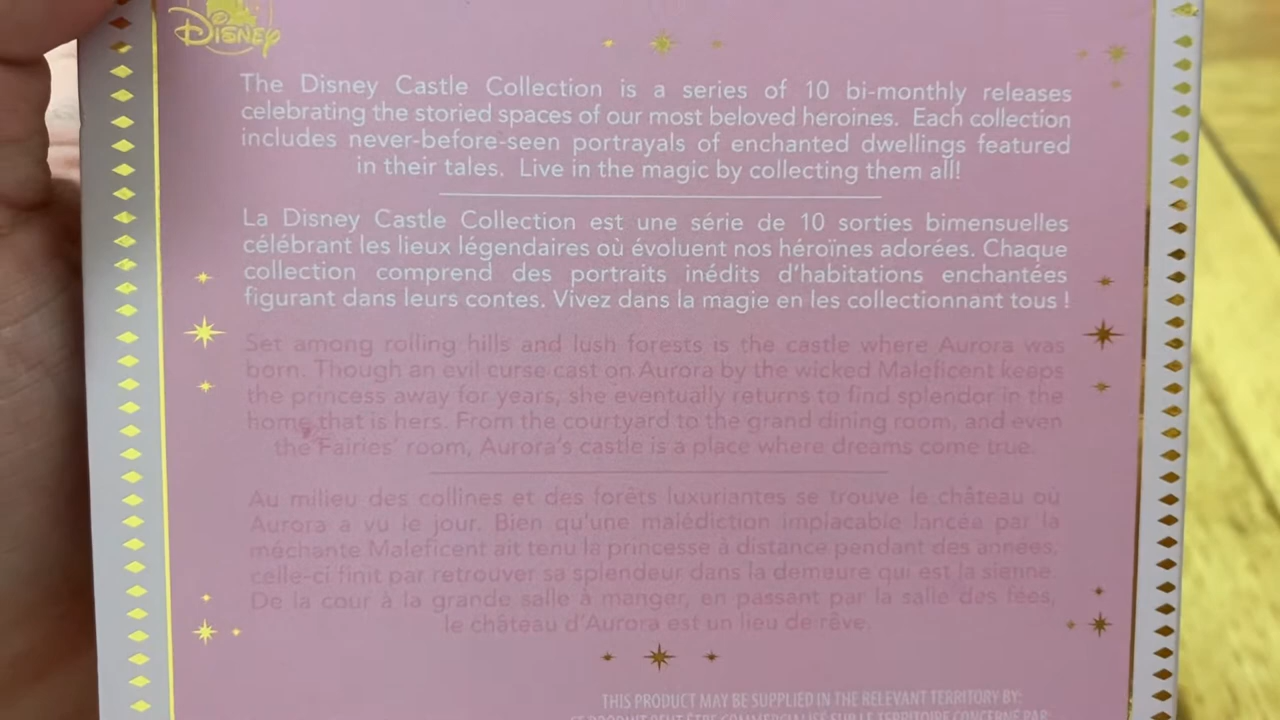 Disney
The Disney Castle Collection is a series of 10 bi-monthly releases
celebrating the storied spaces of our most beloved heroines. Each collection
includes never-before-seen portrayals of enchanted dwellings featured
in their tales. Live in the magic by collecting them all!
La Disney Castle Collection est une série de 10 sorties bimensuelles
célébrant les lieux légendaires où évoluent nos héroïnes adorées. Chaque
collection comprend des portraits inédits d'habitations enchantées
figurant dans leurs contes. Vivez dans la magie en les collectionnant tous !
Set among rolling hills and lush forests is the castle where Aurora was
born. Though an evil curse cast on Aurora by the wicked Maleficent keeps
the princess away for years, she eventually returns to find splendor in the
home that is hers. From the courtyard to the grand dining room, and even
the Fairies' room, Aurora's castle is a place where dreams come true.
Au milieu des collines et des forêts luxuriantes se trouve le château où
Aurora a vu le jour. Bien qu'une malédiction implacable lancéa par la
méchante Maleficent ait tenu la princesse à distance pendant des années,
celle-ci finit par retrouver sa splendeur dans la demeure qui est la sienne.
De la cour à la grande salle à manger, en passant par la salle des fées,
le château d'Aurora est un lieu de rêve.
THIS PRODUCT MAY BE SUPPLIED IN THE RELEVANT TERRITORY BY:
CE PRODUIT PEUT ÊTRE COMMERCIALISÉ SUR LE TERRITOIRE CONCERNÉ PAR